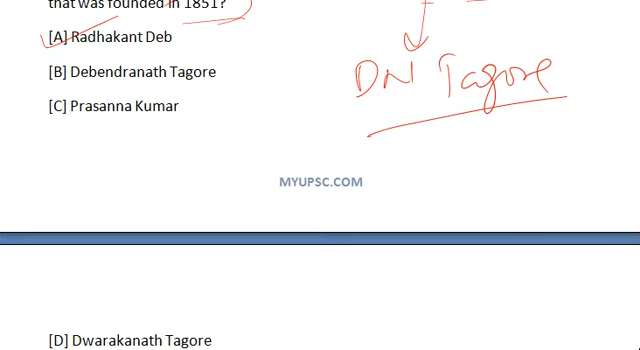 that was founded in 1851?
[A] Radhakant Deb
[B] Debendranath Tagore
DN Tagore
[C] Prasanna Kumar
MYUPSC.COM
[D] Dwarakanath Tagore